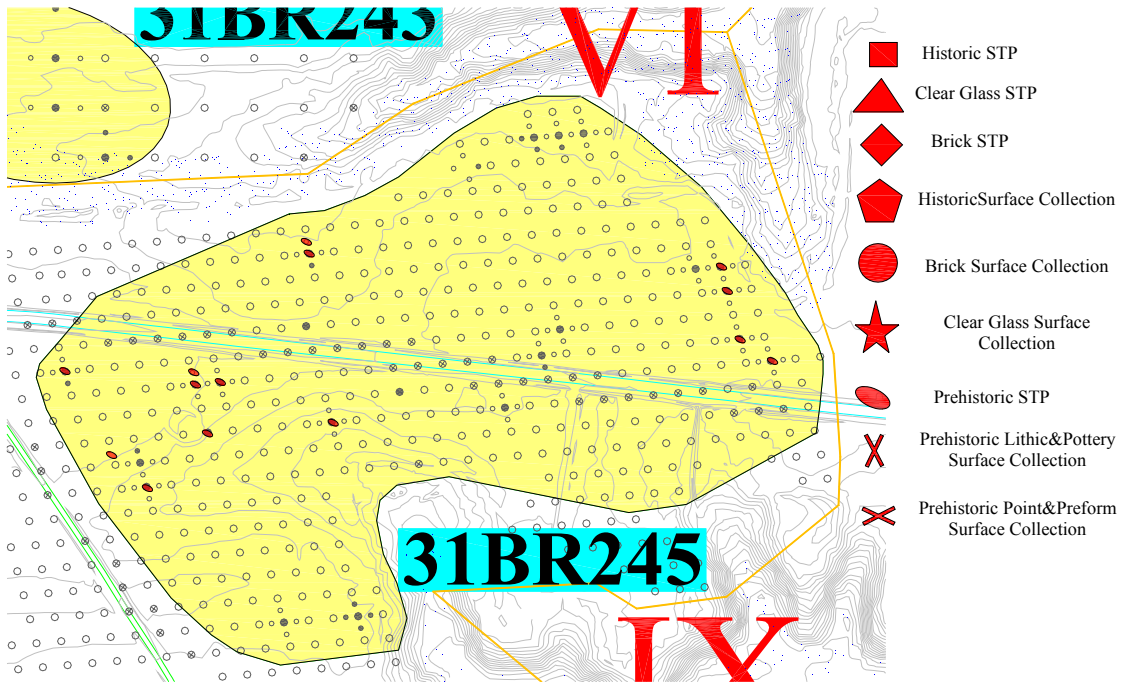 31BR243
VI
Historic STP
Clear Glass STP
Brick STP
HistoricSurface Collection
Brick Surface Collection
Clear Glass Surface
Collection
Prehistoric STP
Prehistoric Lithic&Pottery
Surface Collection
Prehistoric Point&Preform
Surface Collection
31BR245
IX